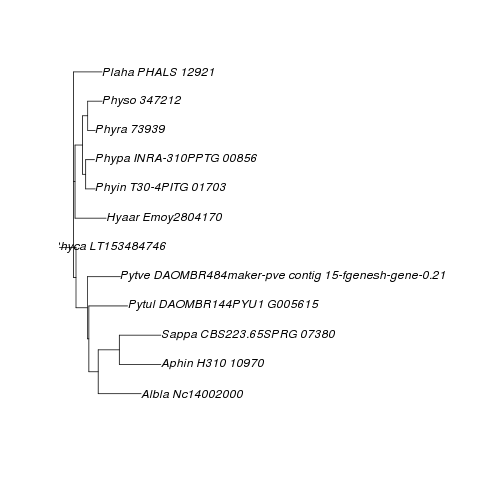 Plaha PHALS 12921
Physo 347212
Phyra 73939
Phypa INRA-310PPTG 00856
Phyin T30-4PITG 01703
Hyaar Emoy2804170
LT153484746
Pytve DAOMBR484maker-pve contig 15-fgenesh-gene-0.21
Pytul DAOMBR144PYU1 G005615
Sappa CBS223.65SPRG 07380
Aphin H310 10970
Albla Nc14002000